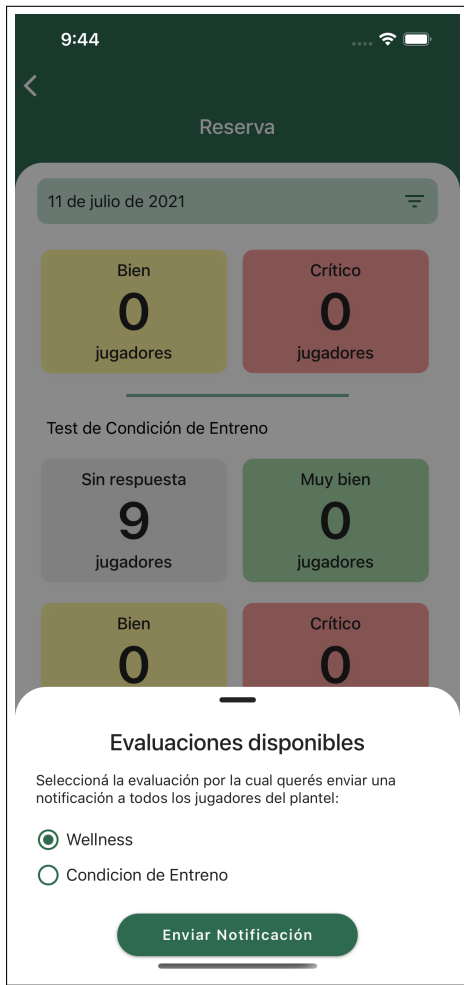 9:44
Reserva
11 de julio de 2021
Bien Crítico
0 0
jugadores jugadores
Test de Condición de Entreno
Sin respuesta Muy bien
9 0
jugadores jugadores
Bien Crítico
0 0
Evaluaciones disponibles
Seleccioná la evaluación por la cual querés enviar una
notificación a todos los jugadores del plantel:
Wellness
Condicion de Entreno
Enviar Notificación